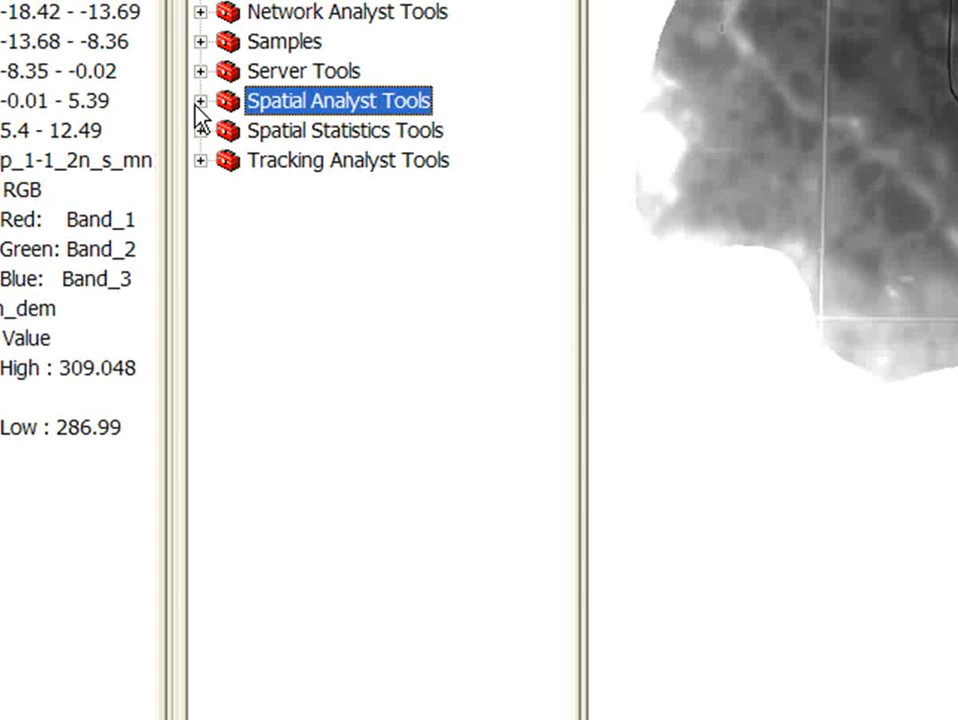 -18.42 - -13.69
-13.68 - -8.36
-8.35 - -0.02
-0.01 - 5.39
5.4 - 12.49
p_1-1_2n_s_mn
RGB
Red: Band_1
Green: Band_2
Blue: Band_3
_dem
Value
High : 309.048
Low : 286.99
Network Analyst Tools
Samples
Server Tools
Spatial Analyst Tools
Spatial Statistics Tools
Tracking Analyst Tools